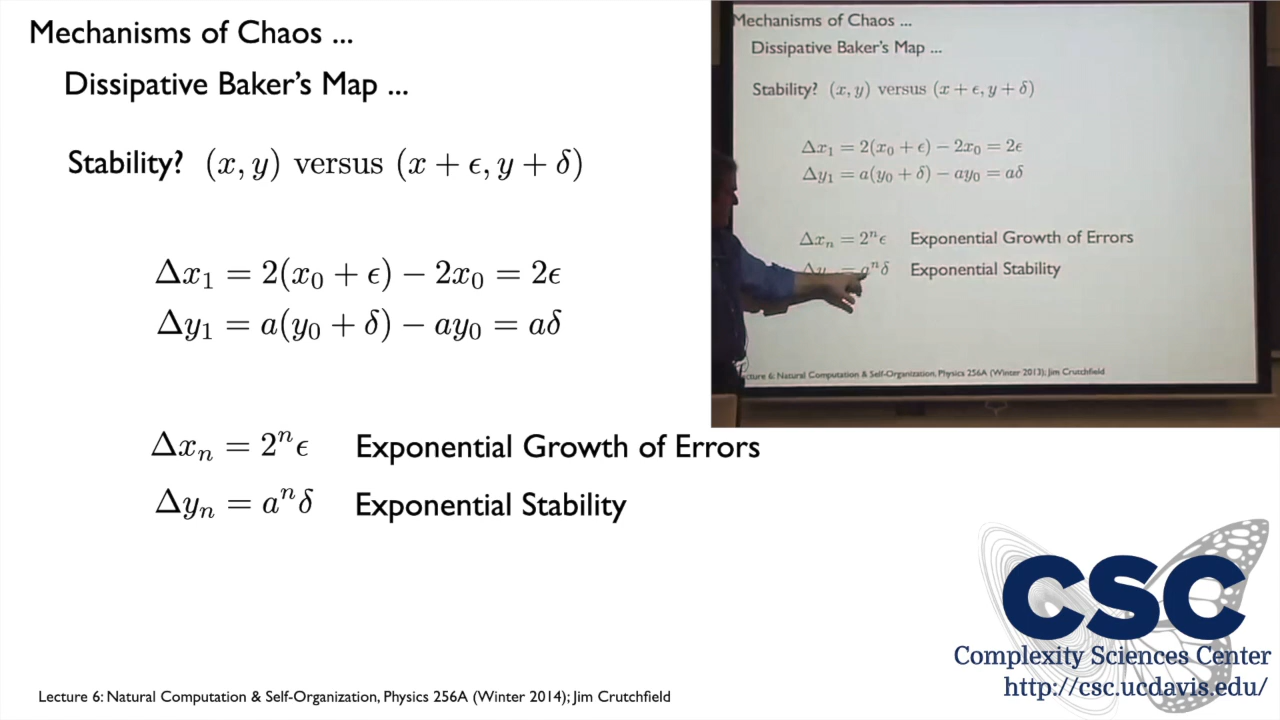 Mechanisms of Chaos ...
Dissipative Baker's Map ...
Stability? (x, y) versus (x + ϵ, y + δ)
Δx₁ = 2(x₀ + ϵ) − 2x₀ = 2ϵ
Δy₁ = a(y₀ + δ) − ay₀ = aδ
Δxₙ = 2ⁿϵ Exponential Growth of Errors
Δyₙ = aⁿδ Exponential Stability
Lecture 6: Natural Computation & Self-Organization, Physics 256A (Winter 2014); Jim Crutchfield
Mechanisms of Chaos ...
Dissipative Baker's Map ...
Stability? (x, y) versus (x + ϵ, y + δ)
Δx₁ = 2(x₀ + ϵ) − 2x₀ = 2ϵ
Δy₁ = a(y₀ + δ) − ay₀ = aδ
Δxₙ = 2ⁿϵ Exponential Growth of Errors
Δy = aⁿδ Exponential Stability
6: Natural Computation & Self-Organization, Physics 256A (Winter 2013); Jim Crutchfield
CSC
Complexity Sciences Center
http://csc.ucdavis.edu/